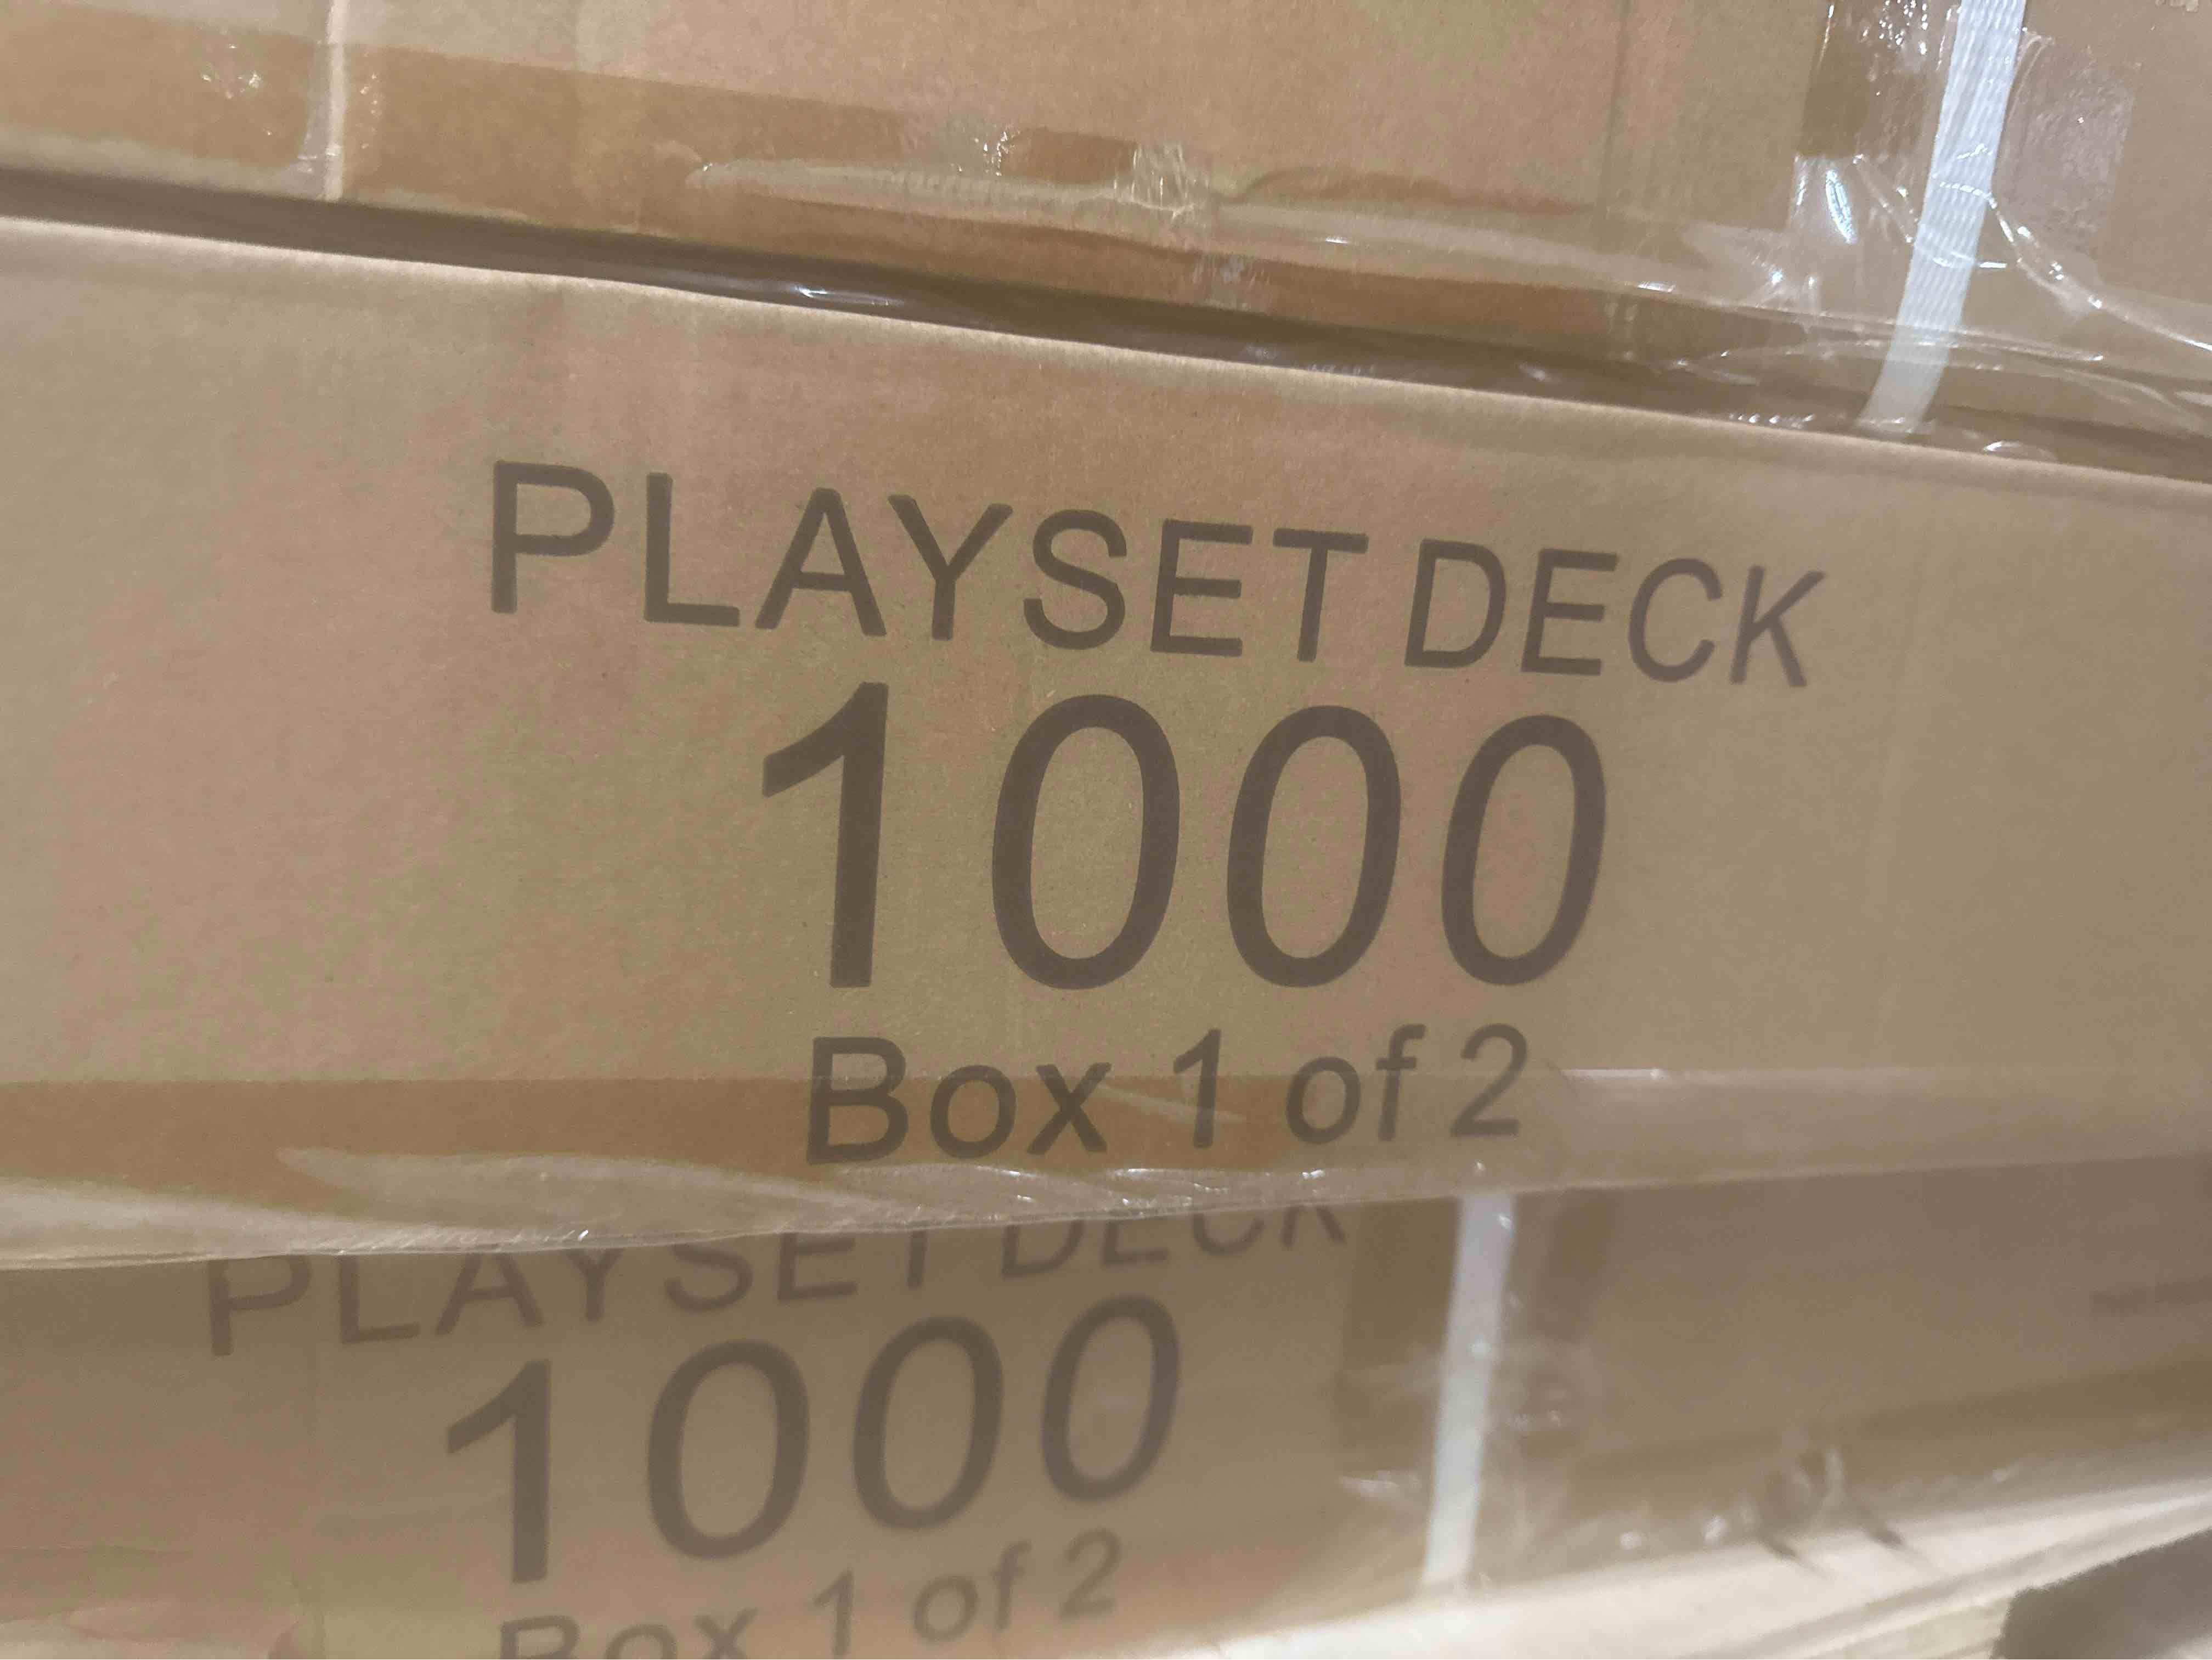 PLAYSET DECK
1000
Box 1 of 2
PLAYSET DECK
1000
Box 1 of 2